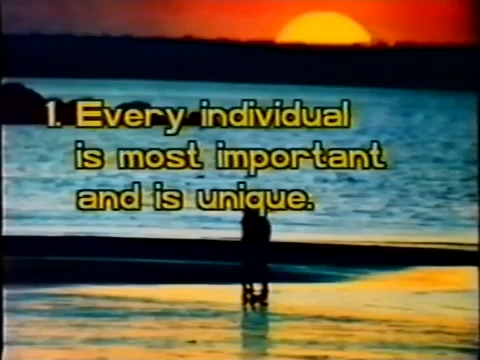 1. Every individual
is most important
and is unique.